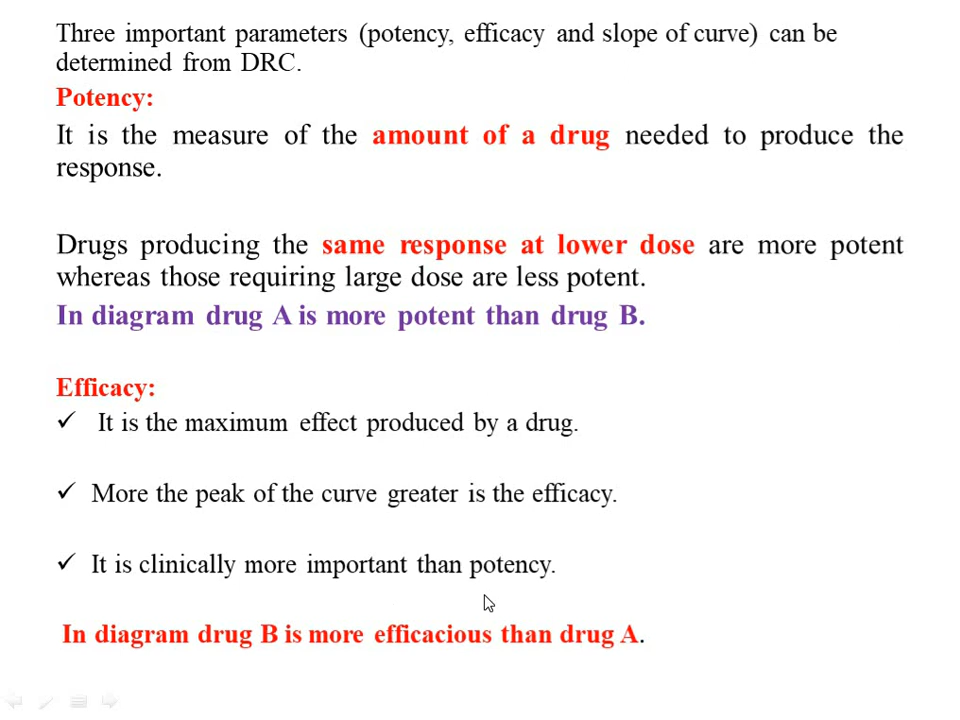 Three important parameters (potency, efficacy and slope of curve) can be
determined from DRC.
Potency:
It is the measure of the amount of a drug needed to produce the
response.
Drugs producing the same response at lower dose are more potent
whereas those requiring large dose are less potent.
In diagram drug A is more potent than drug B.
Efficacy:
✓ It is the maximum effect produced by a drug.
✓ More the peak of the curve greater is the efficacy.
✓ It is clinically more important than potency.
In diagram drug B is more efficacious than drug A.